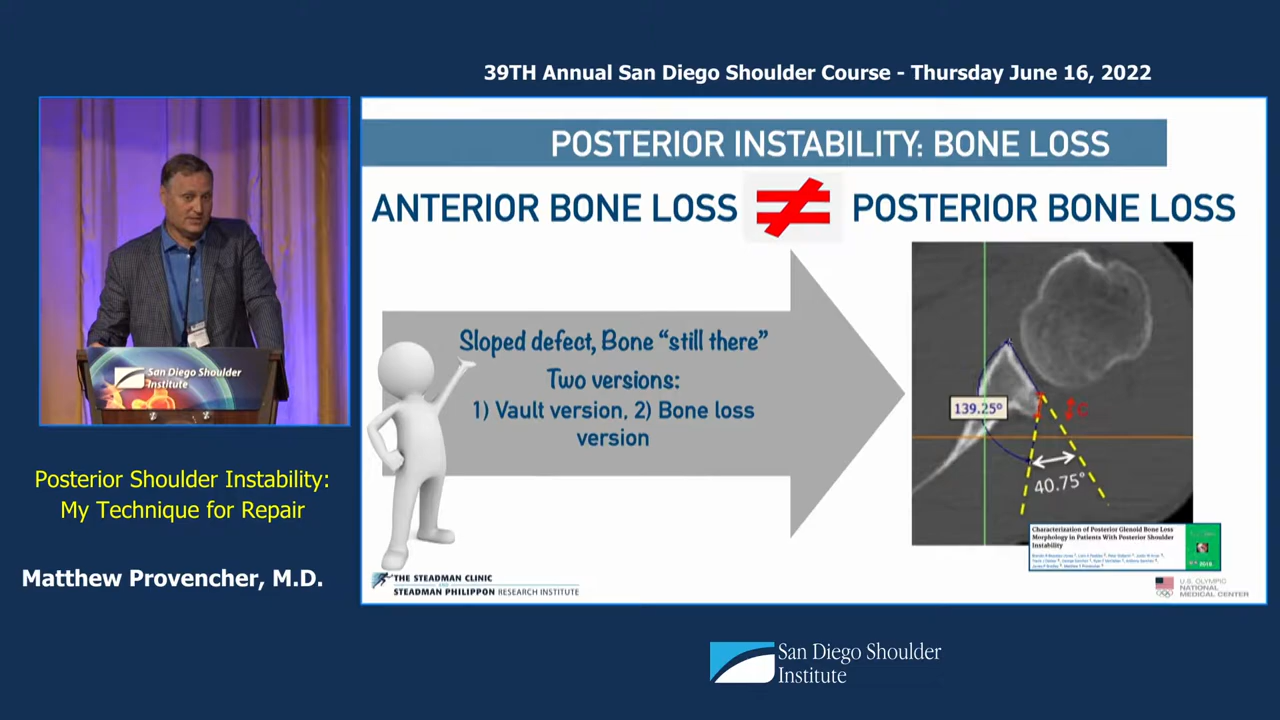 39TH Annual San Diego Shoulder Course - Thursday June 16, 2022
POSTERIOR INSTABILITY: BONE LOSS
ANTERIOR BONE LOSS ≠ POSTERIOR BONE LOSS
Sloped defect, Bone “still there”
Two versions:
1) Vault version, 2) Bone loss
version
139.25°
40.75°
Characterization of Posterior Glenoid Bone Loss
Morphology in Patients With Posterior Shoulder
Instability
THE STEADMAN CLINIC
AND
STEADMAN PHILIPPON RESEARCH INSTITUTE
U.S. OLYMPIC
NATIONAL
MEDICAL CENTER
San Diego Shoulder
Institute
Posterior Shoulder Instability:
My Technique for Repair
Matthew Provencher, M.D.
San Diego Shoulder
Institute